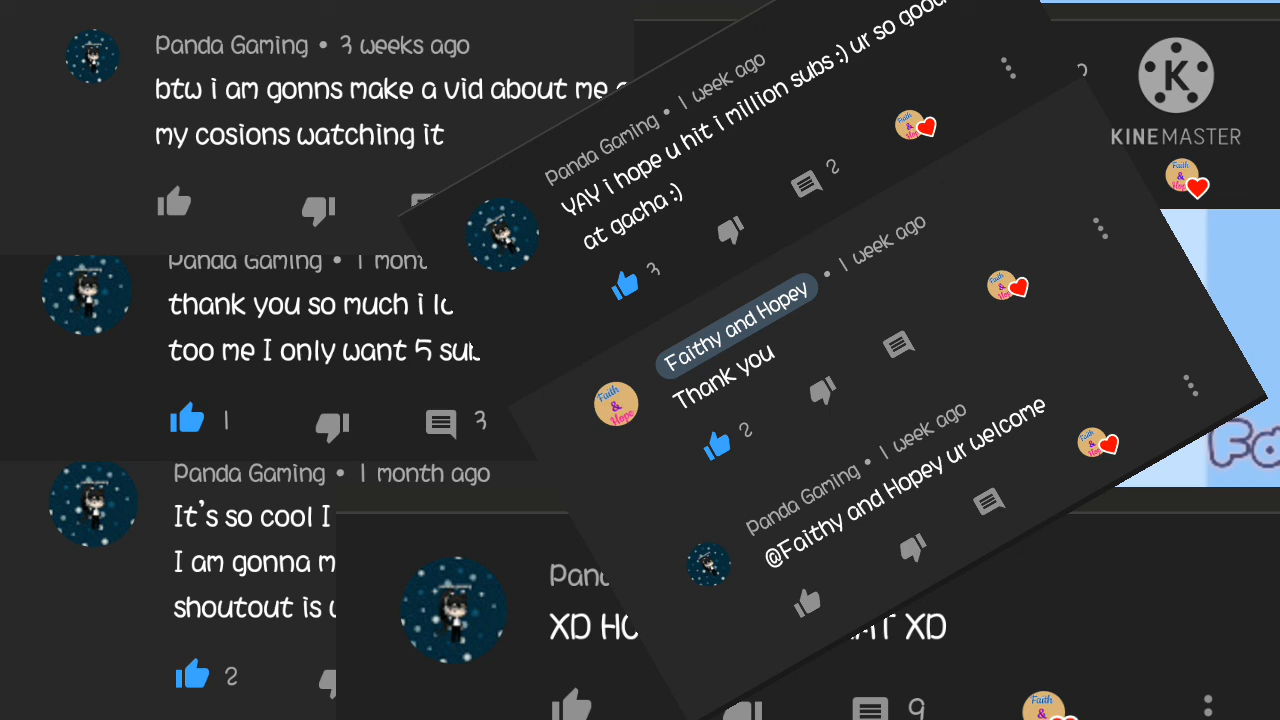 Panda Gaming • 3 weeks ago
btw i am gonns make a vid about me
my cosions watching it
Panda Gaming • 1 mont
thank you so much i
too me I only want 5
1
3
Panda Gaming • 1 month ago
It's so cool I
I am gonna m
shoutout is
2
Panda Gaming • 1 week ago
YAY i hope u hit i million subs :) ur so good
at gacha :)
3
2
Faithy and Hopey • 1 week ago
Thank you
2
Panda Gaming • 1 week ago
@Faithy and Hopey ur welcome
XD
XD
9
KINEMASTER
Faith
&
Hope